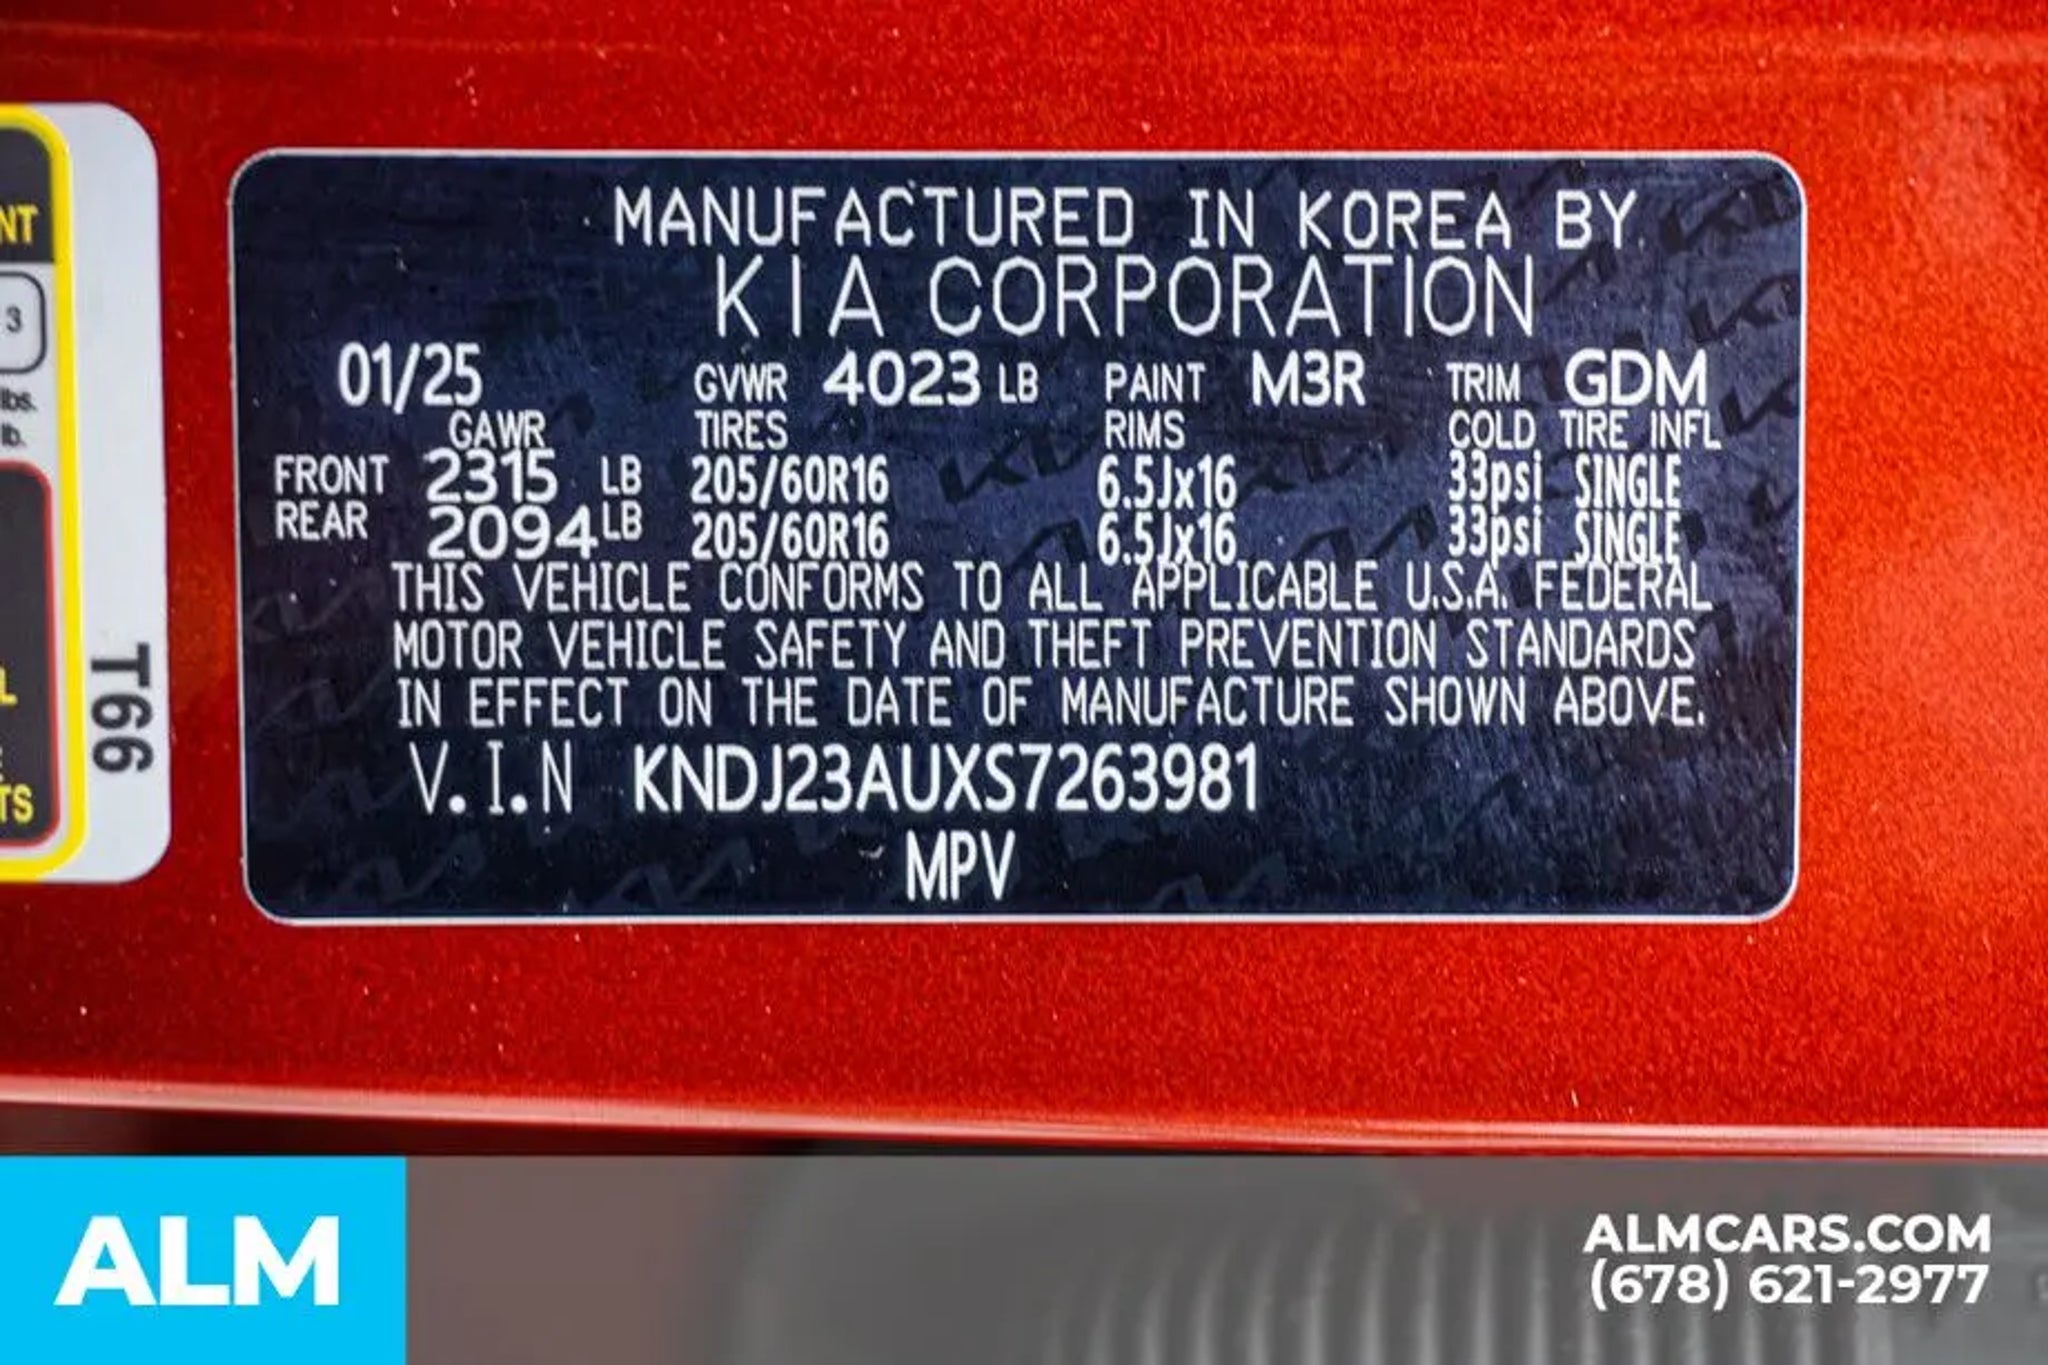 MANUFACTURED IN KOREA BY
KIA CORPORATION
01/25 GVWR 4023 LB PAINT M3R TRIM GDM
GAWR TIRES RIMS COLD TIRE INFL
FRONT 2315 LB 205/60R16 6.5Jx16 33psi SINGLE
REAR 2094 LB 205/60R16 6.5Jx16 33psi SINGLE
THIS VEHICLE CONFORMS TO ALL APPLICABLE U.S.A. FEDERAL
MOTOR VEHICLE SAFETY AND THEFT PREVENTION STANDARDS
IN EFFECT ON THE DATE OF MANUFACTURE SHOWN ABOVE.
V.I.N KNDJ23AUXS7263981
MPV
NT
3
lbs.
lb.
L
E
TS
T66
ALM
ALMCARS.COM
(678) 621-2977